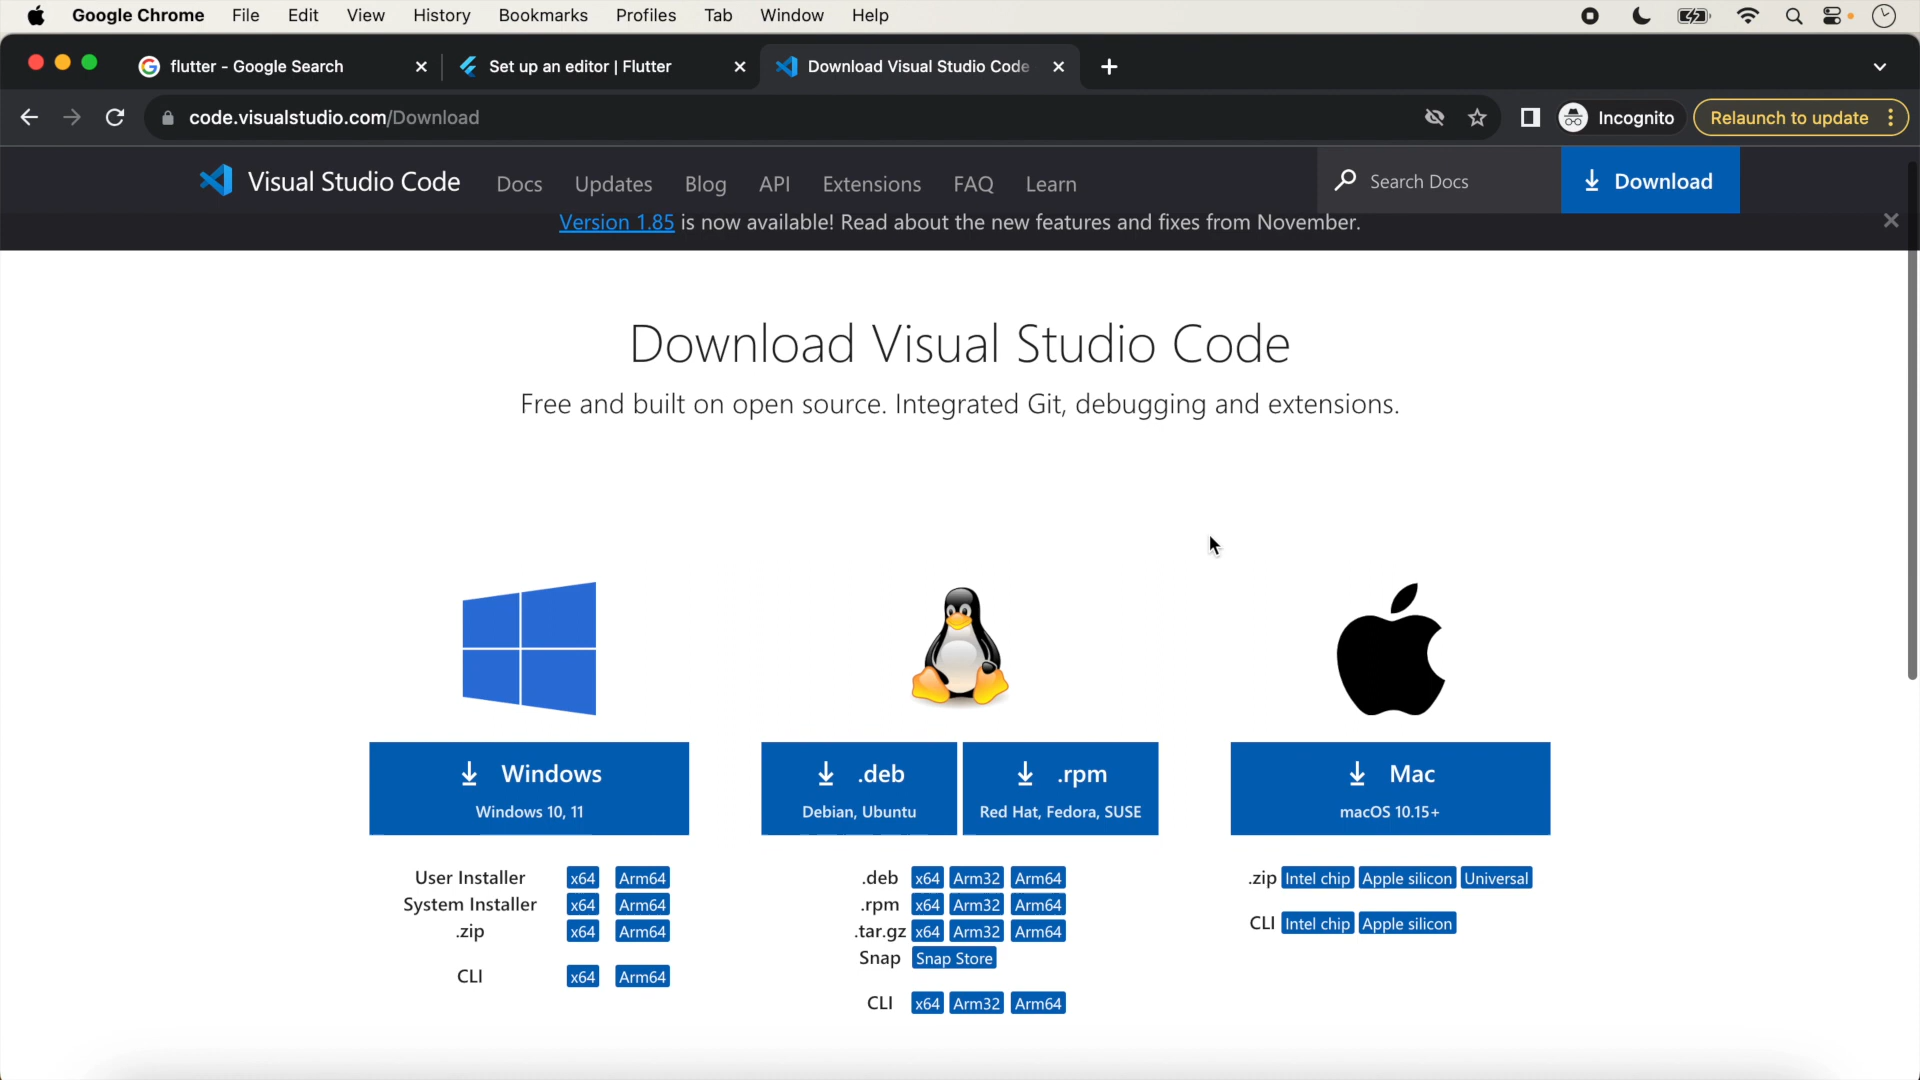 Google Chrome File Edit View History Bookmarks Profiles Tab Window Help
flutter - Google Search
Set up an editor | Flutter
Download Visual Studio Code
code.visualstudio.com/Download
Incognito
Relaunch to update
Visual Studio Code Docs Updates Blog API Extensions FAQ Learn Search Docs Download
Version 1.85 is now available! Read about the new features and fixes from November.
Download Visual Studio Code
Free and built on open source. Integrated Git, debugging and extensions.
Windows
Windows 10, 11
User Installer x64 Arm64
System Installer x64 Arm64
.zip x64 Arm64
CLI x64 Arm64
.deb
Debian, Ubuntu
.rpm
Red Hat, Fedora, SUSE
.deb x64 Arm32 Arm64
.rpm x64 Arm32 Arm64
.tar.gz x64 Arm32 Arm64
Snap Snap Store
CLI x64 Arm32 Arm64
Mac
macOS 10.15+
.zip Intel chip Apple silicon Universal
CLI Intel chip Apple silicon